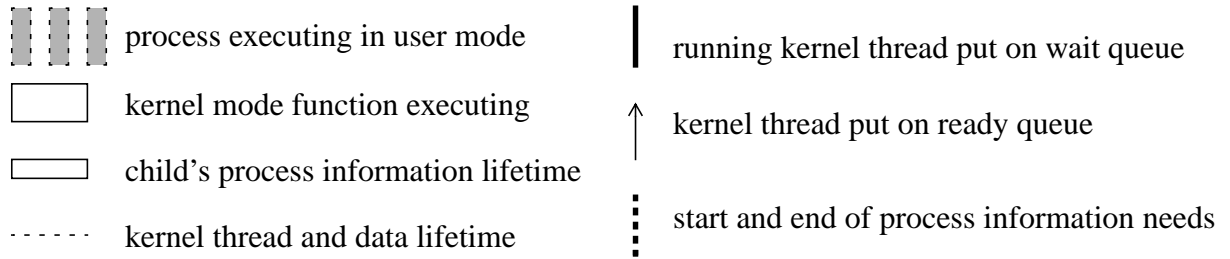 process executing in user mode
kernel mode function executing
child's process information lifetime
kernel thread and data lifetime
running kernel thread put on wait queue
kernel thread put on ready queue
start and end of process information needs